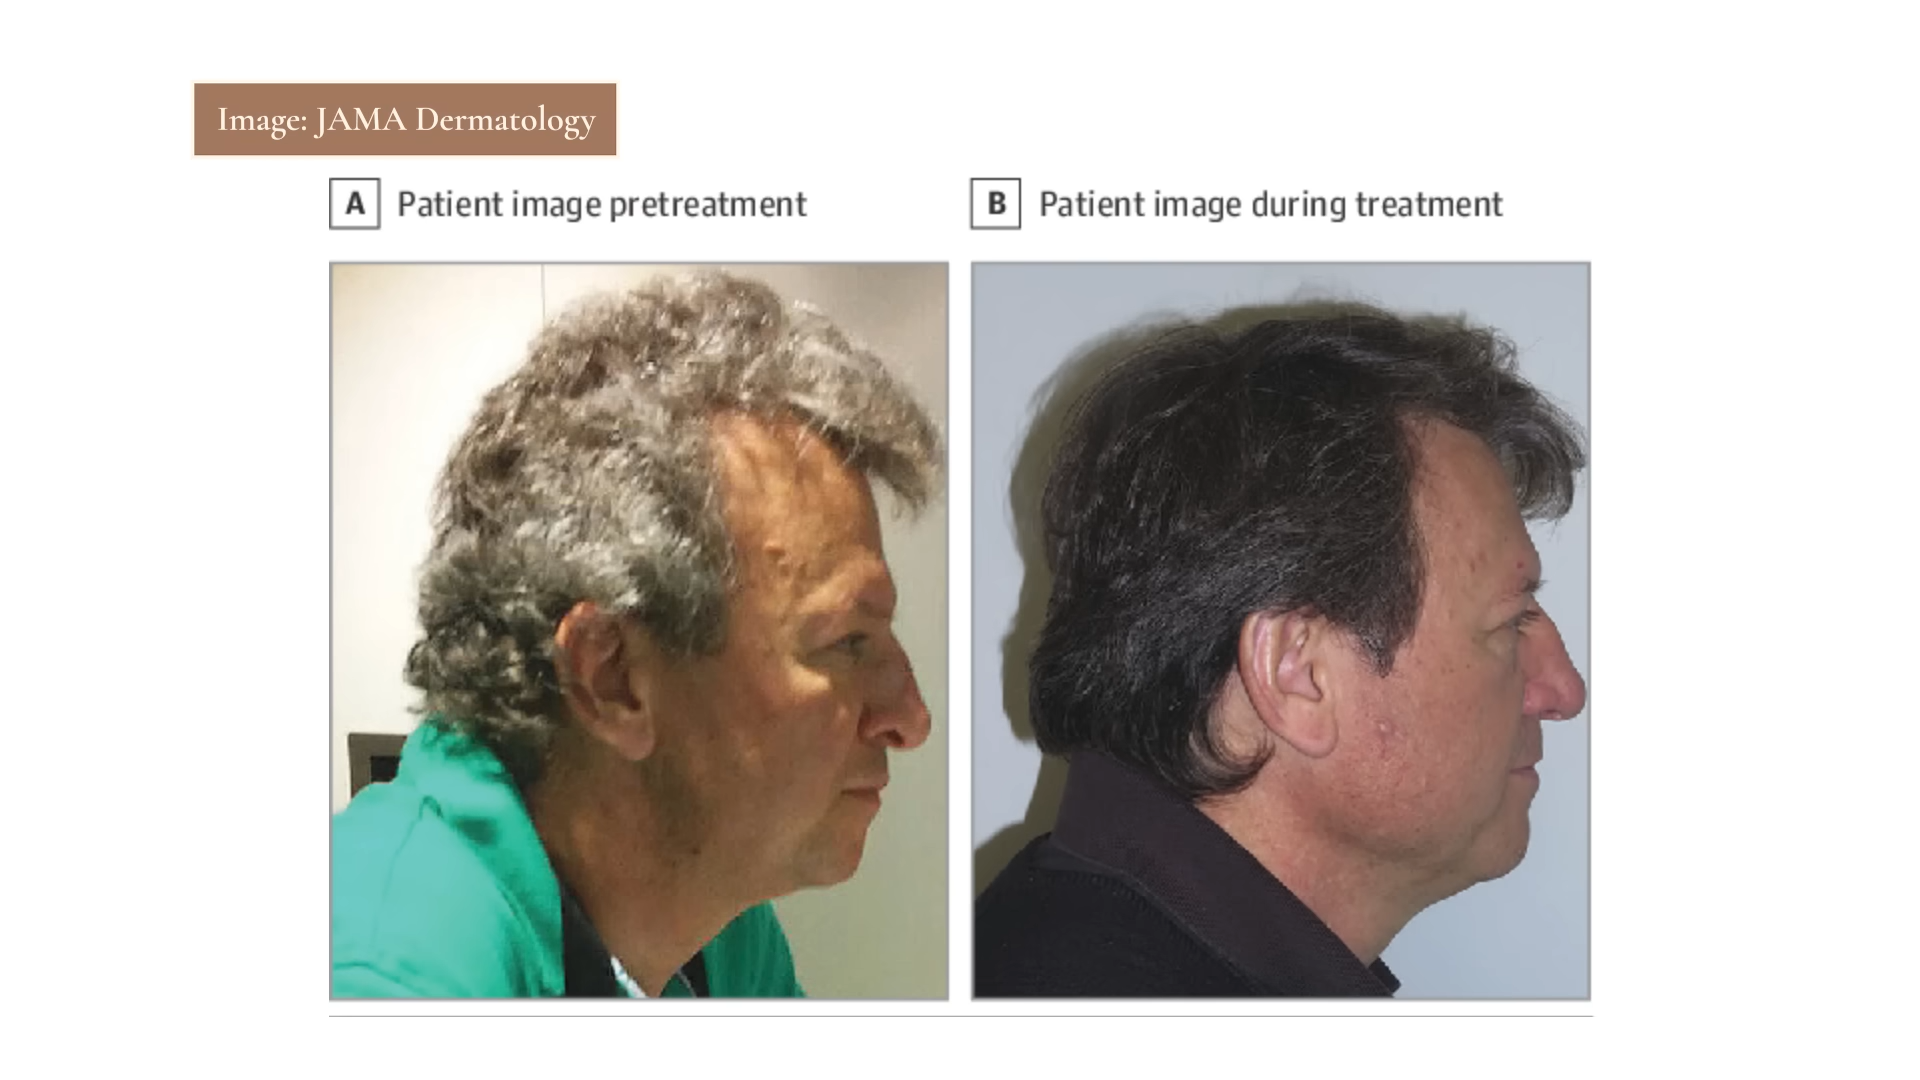 Image: JAMA Dermatology
A Patient image pretreatment
B Patient image during treatment